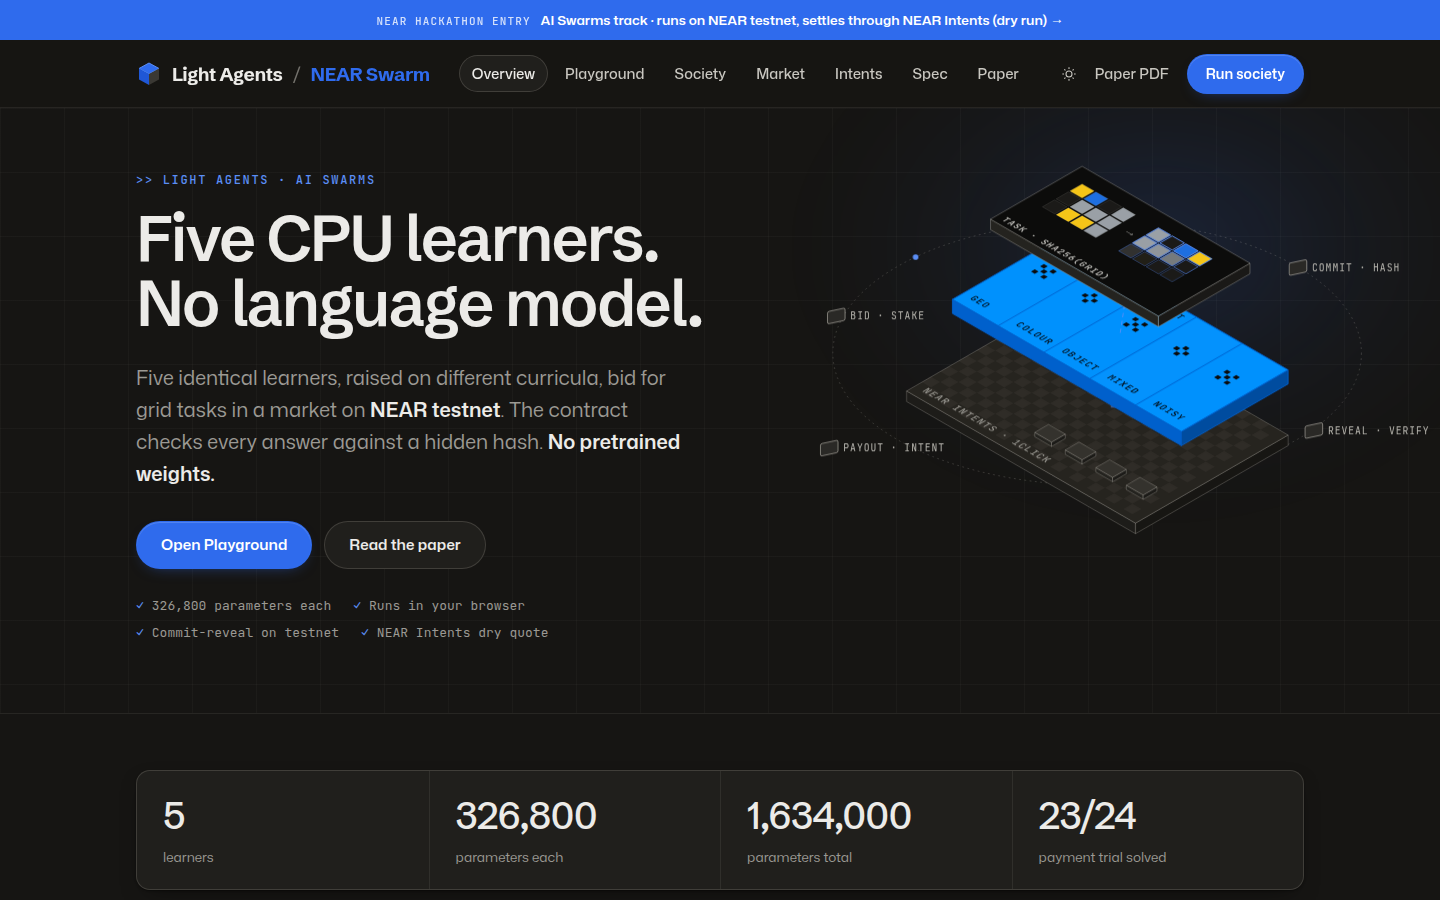 NEAR HACKATHON ENTRY AI Swarms track · runs on NEAR testnet, settles through NEAR Intents (dry run) →
Light Agents / NEAR Swarm
Overview
Playground
Society
Market
Intents
Spec
Paper
Paper PDF
Run society
>> LIGHT AGENTS · AI SWARMS
Five CPU learners.
No language model.
Five identical learners, raised on different curricula, bid for
grid tasks in a market on NEAR testnet. The contract
checks every answer against a hidden hash. No pretrained
weights.
Open Playground
Read the paper
✓ 326,800 parameters each
✓ Runs in your browser
✓ Commit-reveal on testnet
✓ NEAR Intents dry quote
TASK · SHA256(GRID)
→
COMMIT · HASH
BID · STAKE
GEO
COLOUR
OBJECT
MIXED
NOISY
NEAR INTENTS · 1CLICK
REVEAL · VERIFY
PAYOUT · INTENT
5
learners
326,800
parameters each
1,634,000
parameters total
23/24
payment trial solved